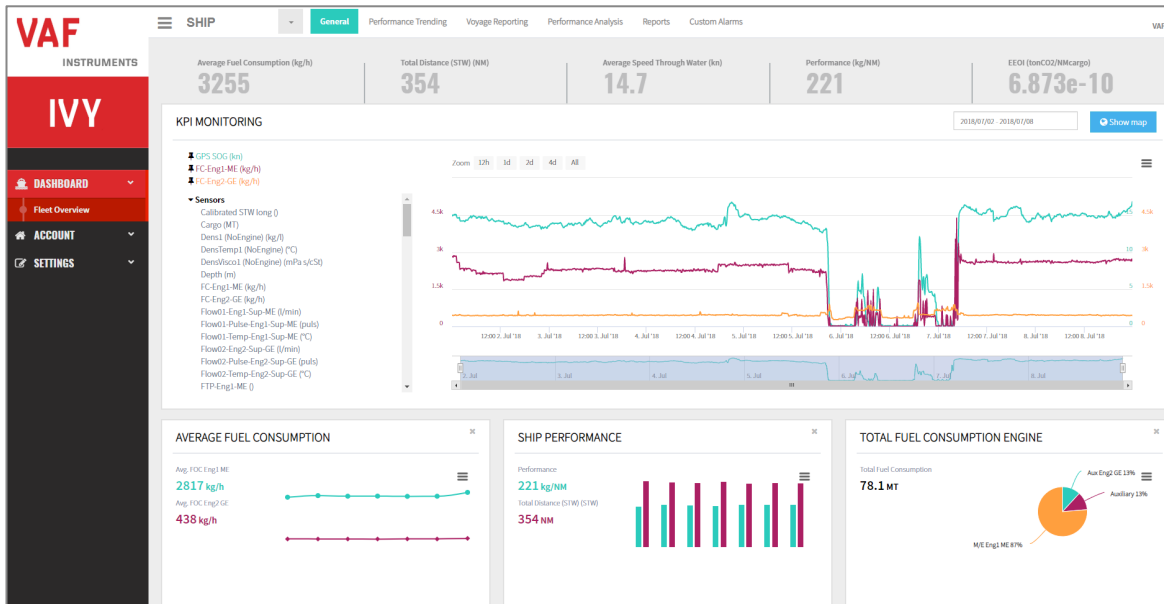 VAF
INSTRUMENTS
IVY
DASHBOARD
Fleet Overview
ACCOUNT
SETTINGS
SHIP
General
Performance Trending
Voyage Reporting
Performance Analysis
Reports
Custom Alarms
VAF
Average Fuel Consumption (kg/h)
3255
Total Distance (STW) (NM)
354
Average Speed Through Water (kn)
14.7
Performance (kg/NM)
221
EEOI (tonCO2/NMcargo)
6.873e-10
KPI MONITORING
2018/07/02 - 2018/07/08
Show map
GPS SOG (kn)
FC-Eng1-ME (kg/h)
FC-Eng2-GE (kg/h)
Sensors
Calibrated STW long ()
Cargo (MT)
Dens1 (NoEngine) (kg/l)
DensTemp1 (NoEngine) (°C)
DensVisco1 (NoEngine) (mPa s/cSt)
Depth (m)
FC-Eng1-ME (kg/h)
FC-Eng2-GE (kg/h)
Flow01-Eng1-Sup-ME (l/min)
Flow01-Pulse-Eng1-Sup-ME (puls)
Flow01-Temp-Eng1-Sup-ME (°C)
Flow02-Eng2-Sup-GE (l/min)
Flow02-Pulse-Eng2-Sup-GE (puls)
Flow02-Temp-Eng2-Sup-GE (°C)
FTP-Eng1-ME ()
Zoom 12h 1d 2d 4d All
4.5k
3k
1.5k
0
15 4.5k
10 3k
5 1.5k
0 0
12:00 2. Jul '18
3. Jul '18
12:00 3. Jul '18
4. Jul '18
12:00 4. Jul '18
5. Jul '18
12:00 5. Jul '18
6. Jul '18
12:00 6. Jul '18
7. Jul '18
12:00 7. Jul '18
8. Jul '18
12:00 8. Jul '18
2. Jul
3. Jul
4. Jul
5. Jul
6. Jul
7. Jul
8. Jul
AVERAGE FUEL CONSUMPTION
Avg. FOC Eng1 ME
2817 kg/h
Avg. FOC Eng2 GE
438 kg/h
SHIP PERFORMANCE
Performance
221 kg/NM
Total Distance (STW) (STW)
354 NM
TOTAL FUEL CONSUMPTION ENGINE
Total Fuel Consumption
78.1 MT
Aux Eng2 GE 13%
Auxiliary 13%
M/E Eng1 ME 87%